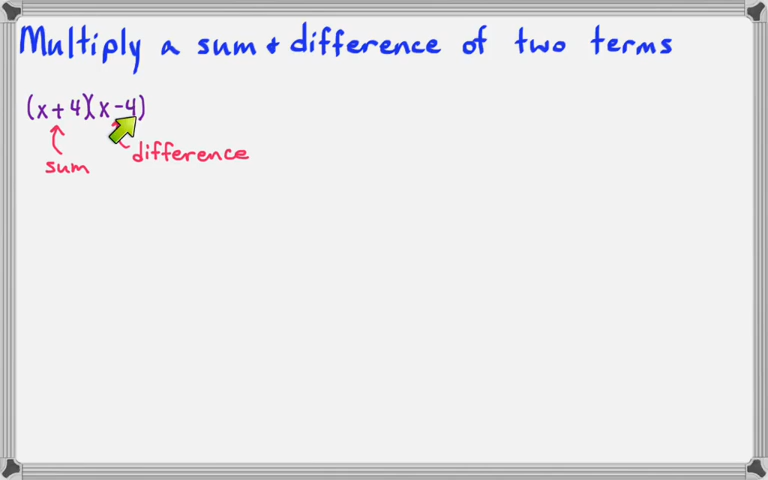 Multiply a sum + difference of two terms
(x+4)(x-4)
difference
sum